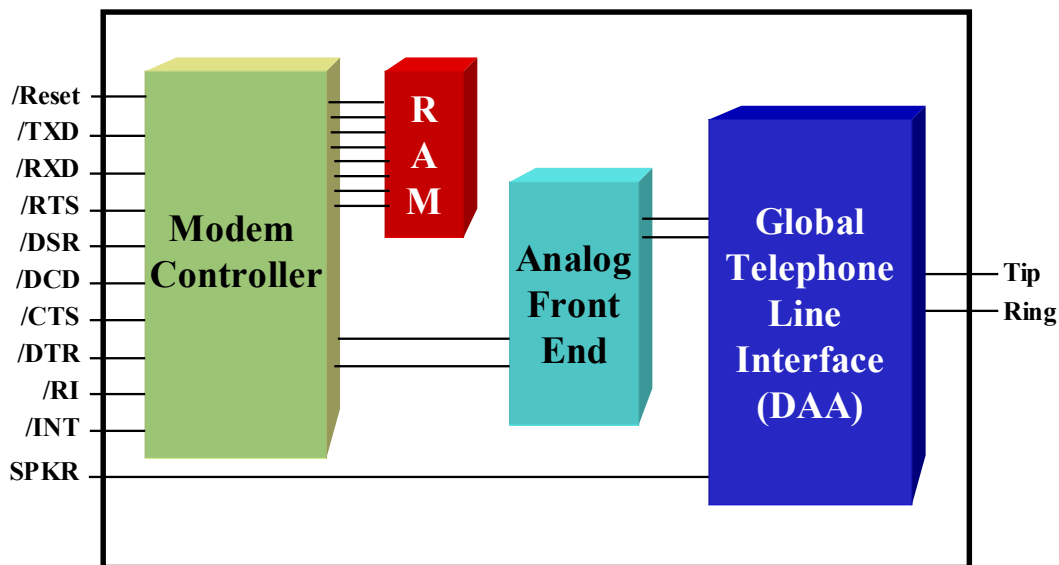 /Reset
/TXD
/RXD
/RTS
/DSR
/DCD
/CTS
/DTR
/RI
/INT
SPKR
Modem
Controller
R
A
M
Analog
Front
End
Global
Telephone
Line
Interface
(DAA)
Tip
Ring